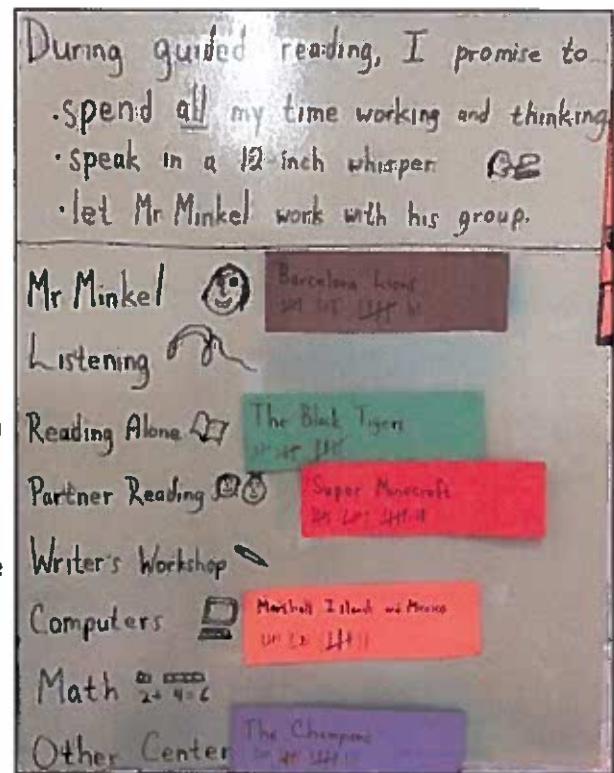 During guided reading, I promise to
• spend all my time working and thinking
• speak in a 12 inch whisper
• let Mr Minkel work with his group.
Mr Minkel Barcelona Lions
Listening
Reading Alone The Black Tigers
Partner Reading Super Minecraft
Writer's Workshop
Computers Marshall Island and Mexico
Math 2+4=6
Other Center The Champions